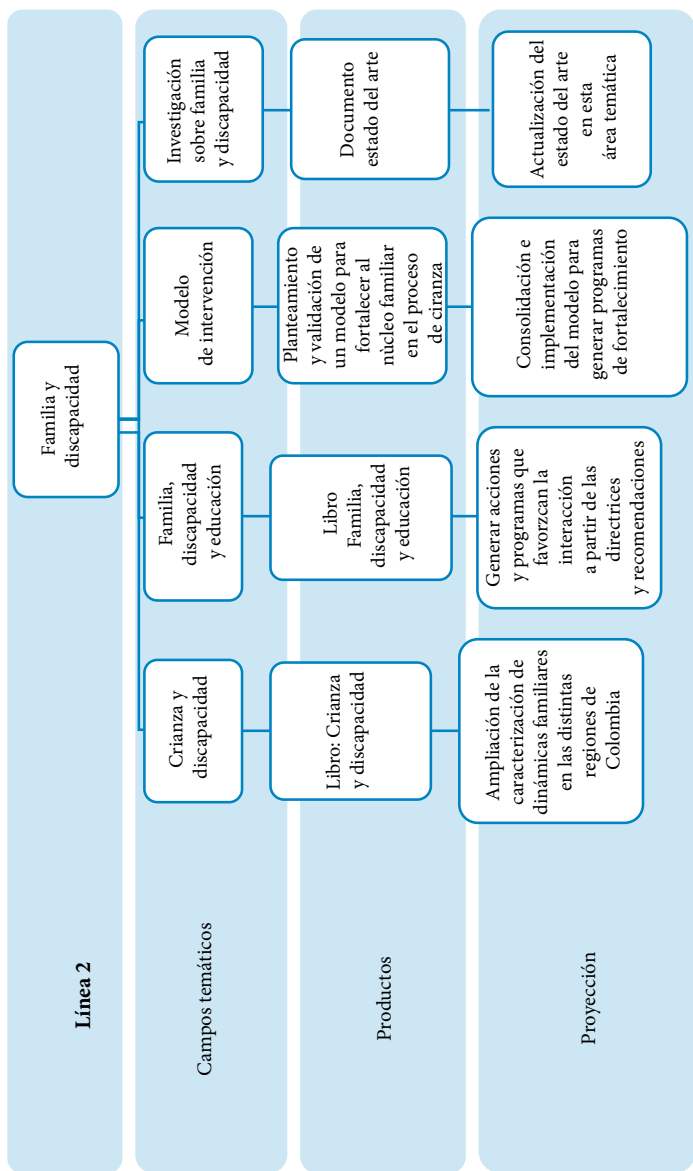 Línea 2
Familia y
discapacidad
Campos temáticos
Crianza y
discapacidad
Familia,
discapacidad
y educación
Modelo
de intervención
Investigación
sobre familia
y discapacidad
Productos
Libro: Crianza
y discapacidad
Libro
Familia,
discapacidad
y educación
Planteamiento
y validación de
un modelo para
fortalecer al
nùcleo familiar
en el proceso
de ciranza
Documento
estado del arte
Proyección
Ampliación de la
caracterización de
dinámicas familiares
en las distintas
regiones de
Colombia
Generar acciones
y programas que
favorzcan la
interacción
a partir de las
directrices
y recomendaciones
Consolidación e
implementación
del modelo para
generar programas
de fortalecimiento
Actualización del
estado del arte
en esta
área temática